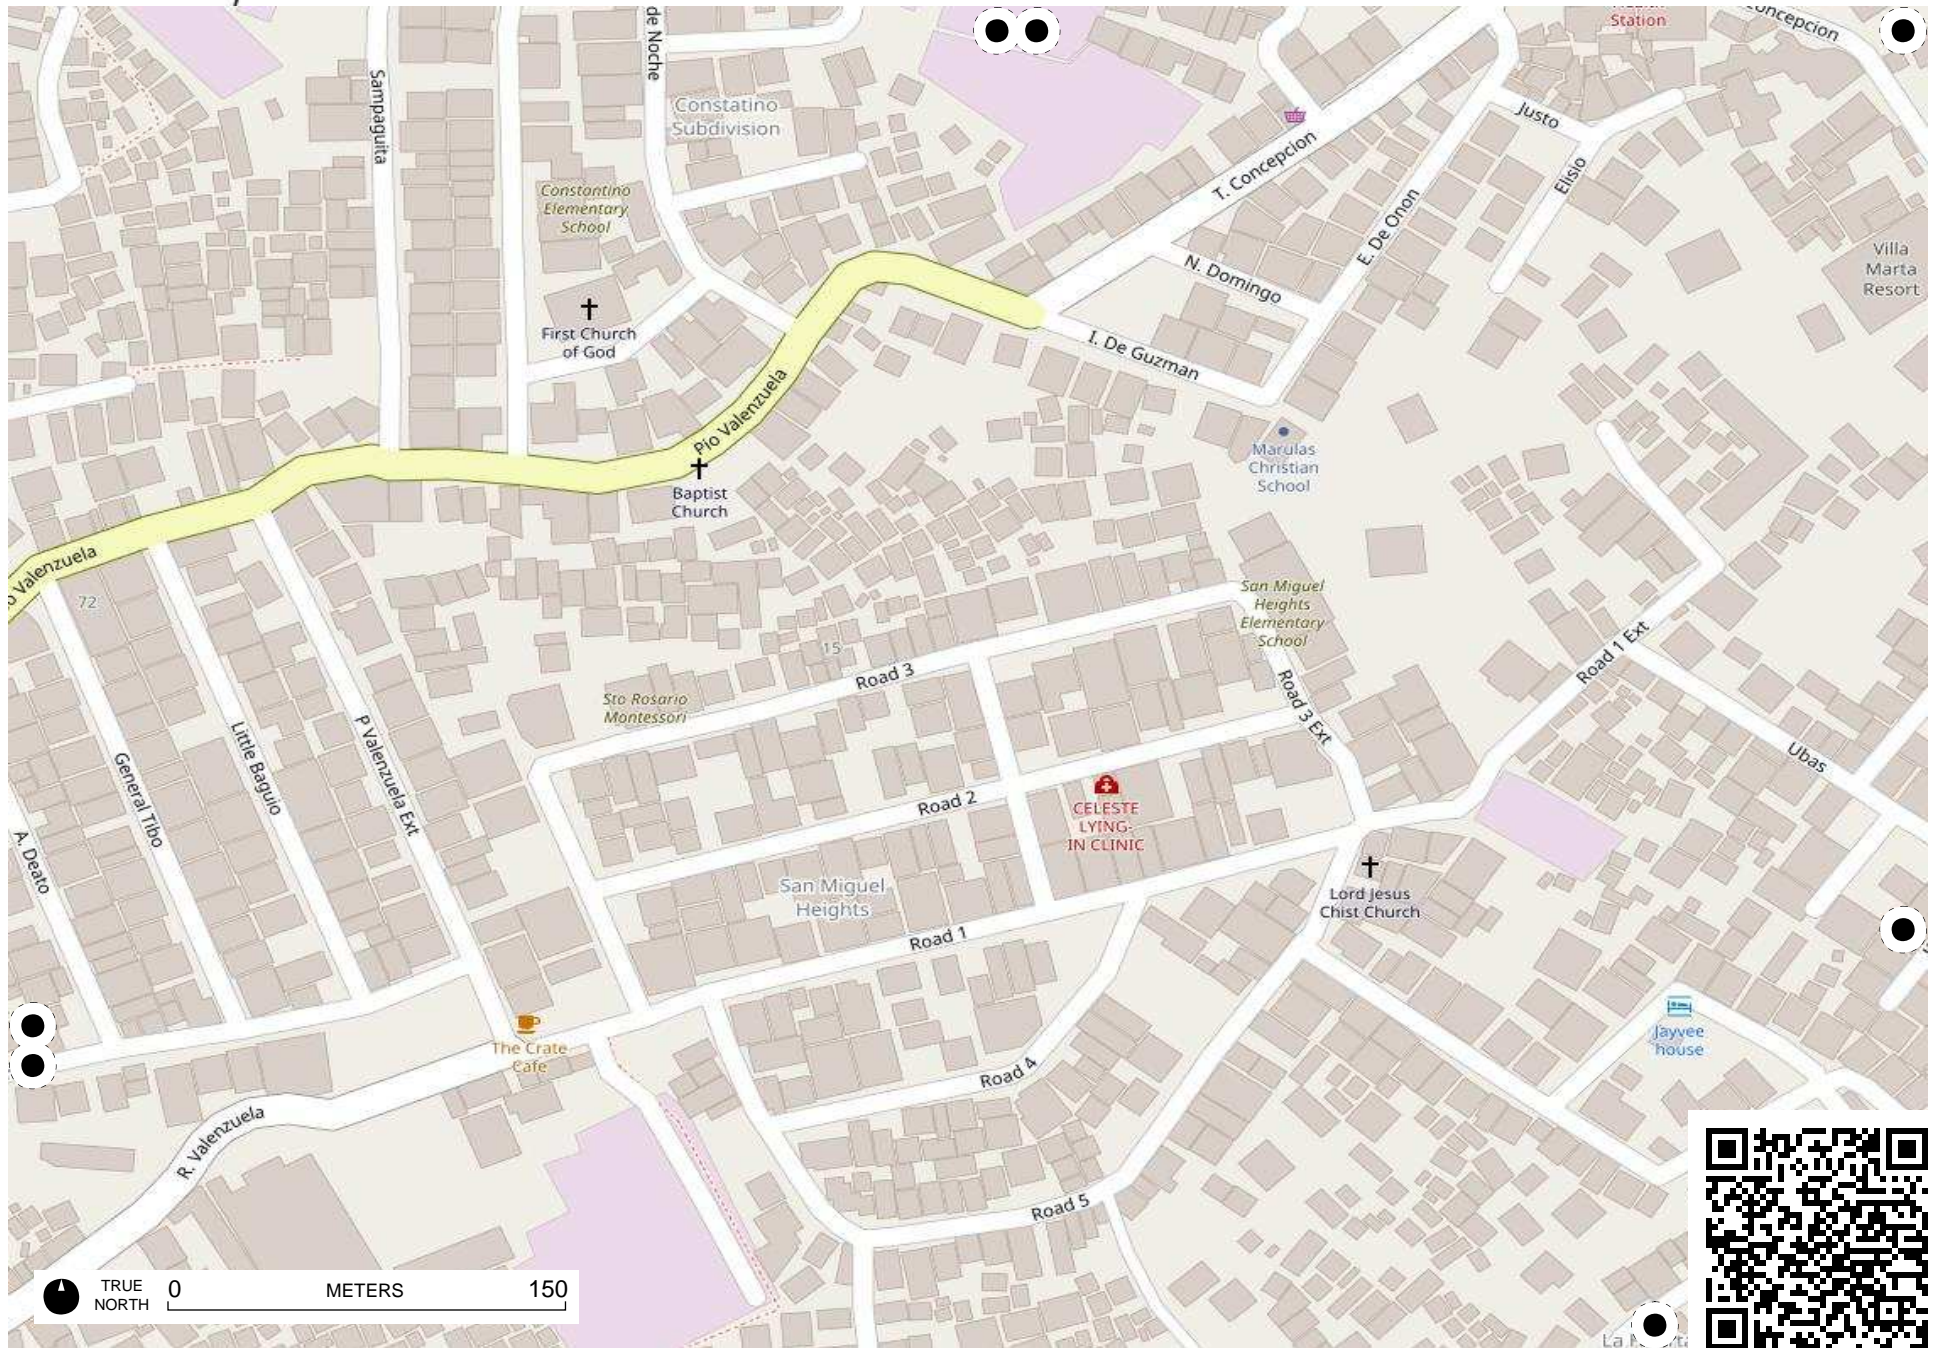 Station
Concepcion
de Noche
Sampaguita
Constatino
Subdivision
Justo
T. Concepcion
Elisio
Constantino
Elementary
School
E. De Onon
Villa
Marta
Resort
N. Domingo
First Church
of God
I. De Guzman
Pio Valenzuela
Marulas
Christian
School
Baptist
Church
Valenzuela
72
San Miguel
Heights
Elementary
School
15
Road 3
Road 1 Ext
Sto Rosario
Montessori
Road 3 Ext
P Valenzuela Ext
Little Baguio
General Tibo
Ubas
Road 2
CELESTE
LYING-
IN CLINIC
A. Deato
San Miguel
Heights
Lord Jesus
Chist Church
Road 1
The Crate
Cafe
Jayvee
house
Road 4
R. Valenzuela
Road 5
TRUE
NORTH
0 METERS 150